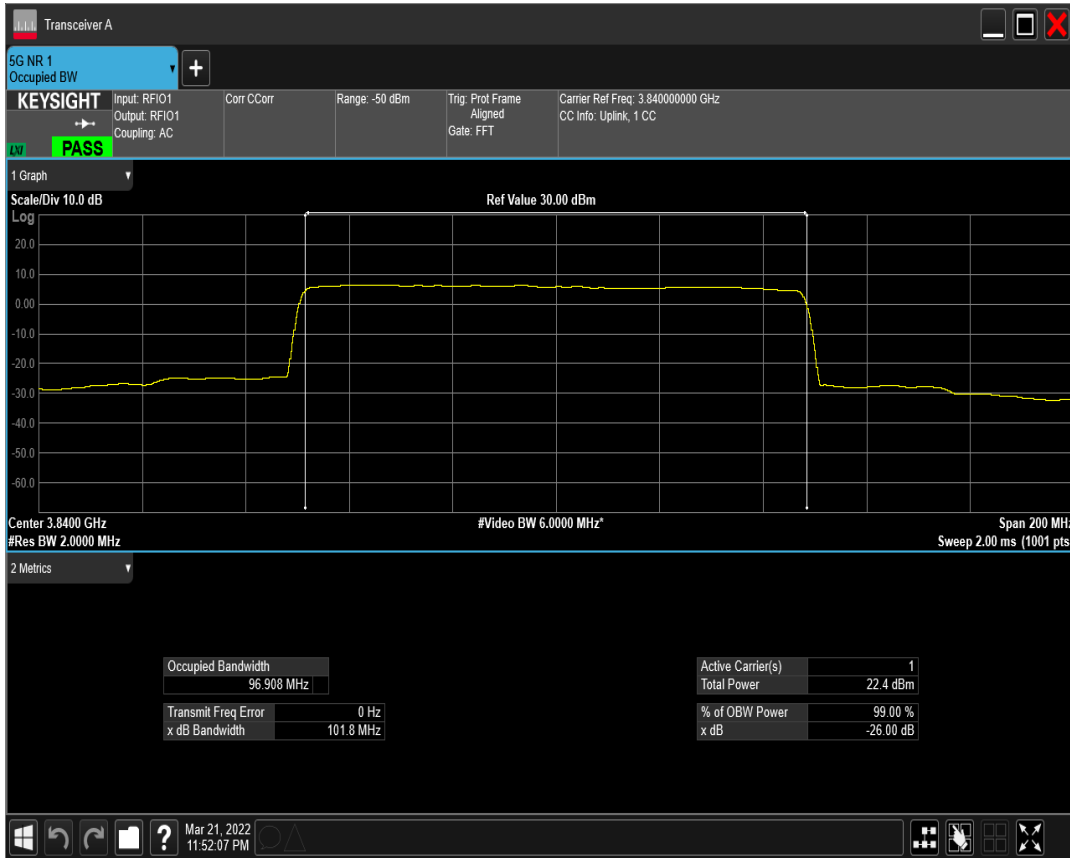 Transceiver A
5G NR 1
Occupied BW
KEYSIGHT
Input: RFIO1
Output: RFIO1
Coupling: AC
LXI
PASS
Corr CCorr
Range: -50 dBm
Trig: Prot Frame
Aligned
Gate: FFT
Carrier Ref Freq: 3.840000000 GHz
CC Info: Uplink, 1 CC
1 Graph
Scale/Div 10.0 dB
Ref Value 30.00 dBm
Log
20.0
10.0
0.00
-10.0
-20.0
-30.0
-40.0
-50.0
-60.0
Center 3.8400 GHz
#Video BW 6.0000 MHz*
Span 200 MHz
#Res BW 2.0000 MHz
Sweep 2.00 ms (1001 pts
2 Metrics
Occupied Bandwidth
96.908 MHz
Transmit Freq Error 0 Hz
x dB Bandwidth 101.8 MHz
Active Carrier(s) 1
Total Power 22.4 dBm
% of OBW Power 99.00 %
x dB -26.00 dB
?
Mar 21, 2022
11:52:07 PM